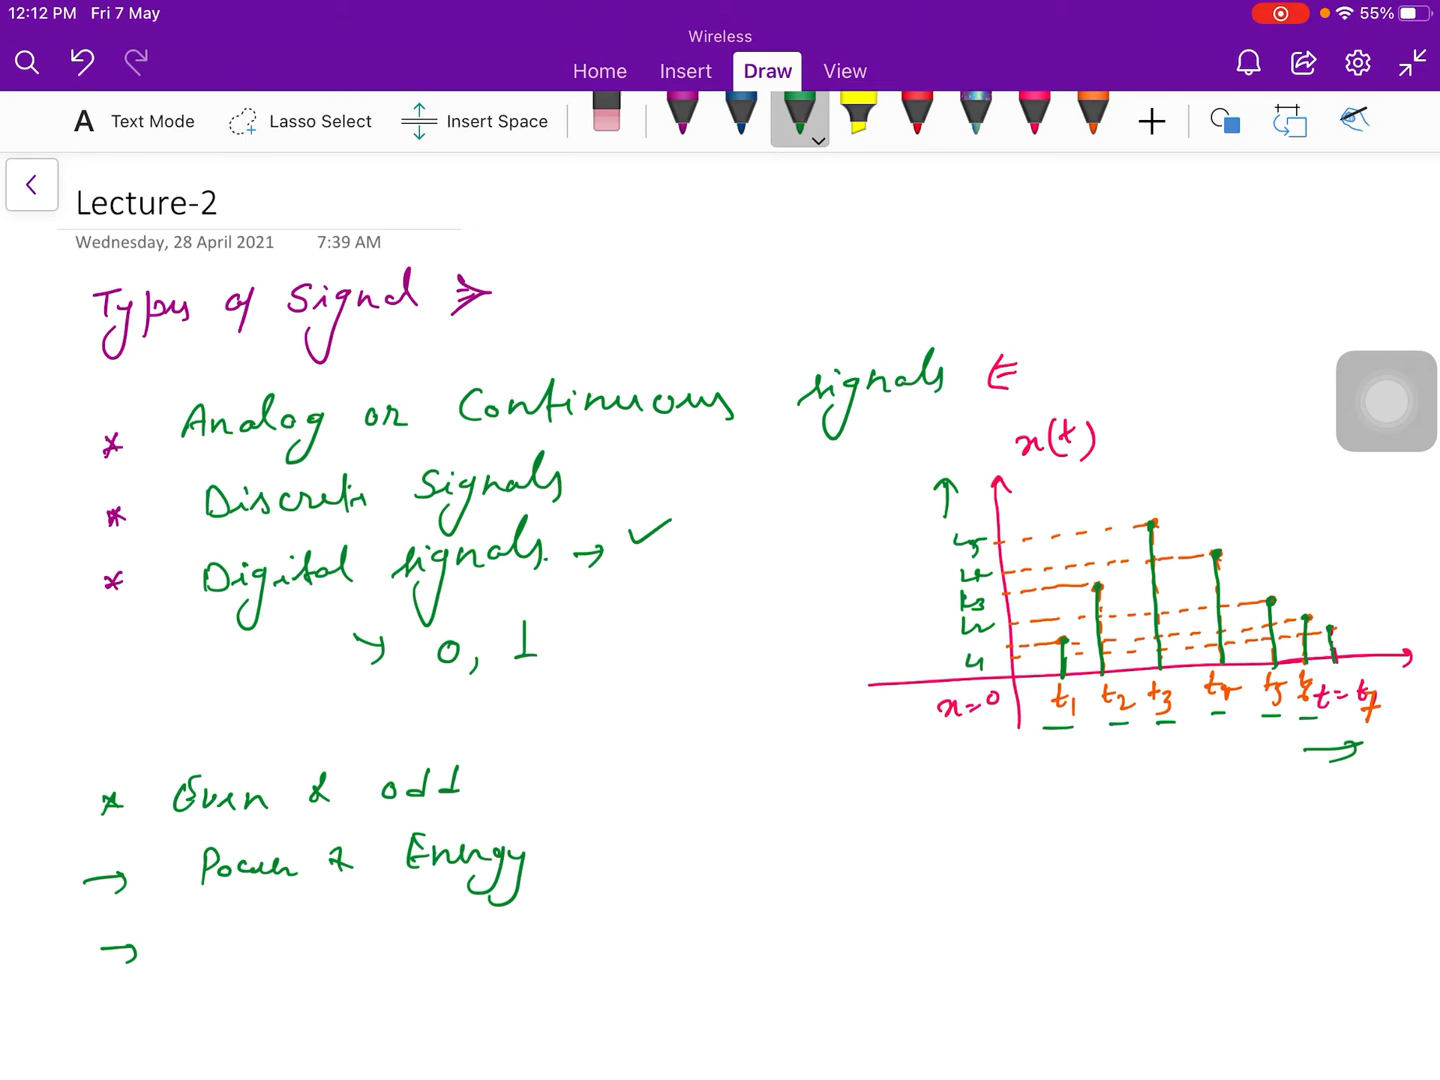 12:12 PM Fri 7 May
55%
Wireless
Home Insert Draw View
A Text Mode Lasso Select Insert Space
Lecture-2
Wednesday, 28 April 2021 7:39 AM
Types of Signal
* Analog or Continuous signals
* Discrete Signals
* Digital signals. → ✓
→ 0, 1
x(t)
x=0 t1 t2 t3 t4 t5 t6 t= t7
* Even & odd
→ Power & Energy
→